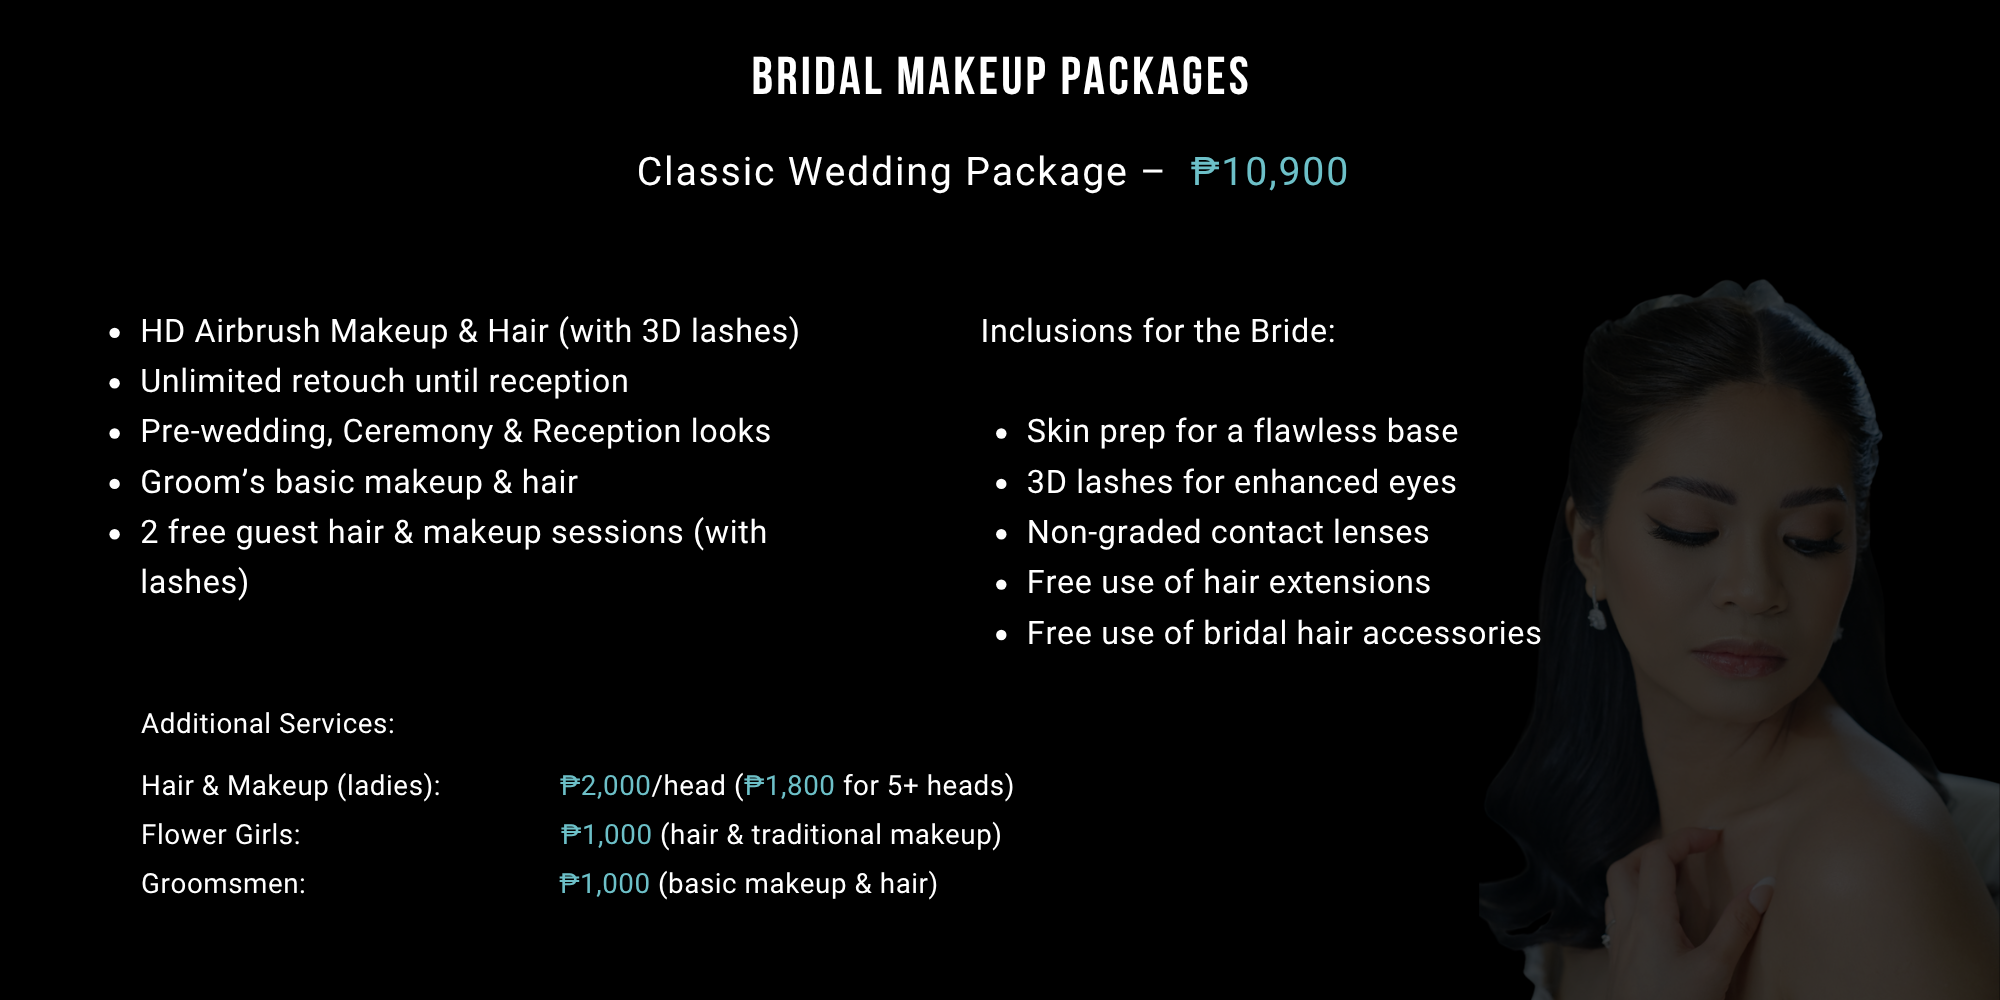 BRIDAL MAKEUP PACKAGES
Classic Wedding Package – ₱10,900
• HD Airbrush Makeup & Hair (with 3D lashes)
• Unlimited retouch until reception
• Pre-wedding, Ceremony & Reception looks
• Groom’s basic makeup & hair
• 2 free guest hair & makeup sessions (with
lashes)
Inclusions for the Bride:
• Skin prep for a flawless base
• 3D lashes for enhanced eyes
• Non-graded contact lenses
• Free use of hair extensions
• Free use of bridal hair accessories
Additional Services:
Hair & Makeup (ladies): ₱2,000/head (₱1,800 for 5+ heads)
Flower Girls: ₱1,000 (hair & traditional makeup)
Groomsmen: ₱1,000 (basic makeup & hair)